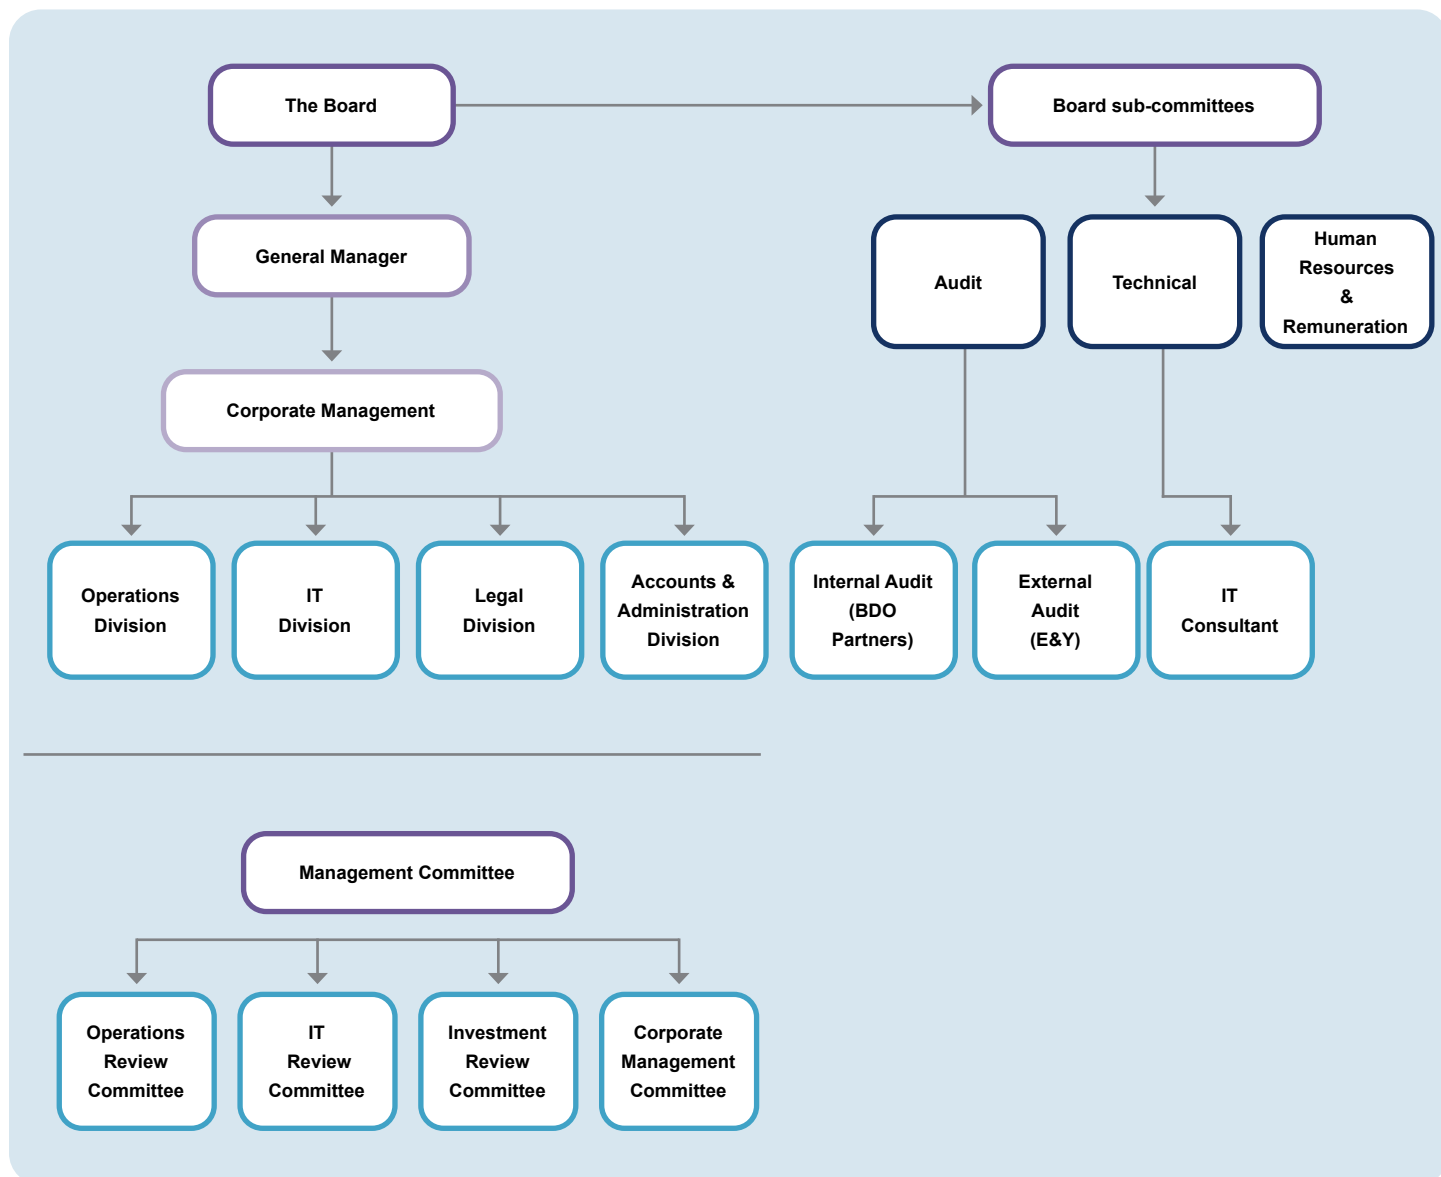 The Board
Board sub-committees
General Manager
Audit
Technical
Human
Resources
&
Remuneration
Corporate Management
Operations
Division
IT
Division
Legal
Division
Accounts &
Administration
Division
Internal Audit
(BDO
Partners)
External
Audit
(E&Y)
IT
Consultant
Management Committee
Operations
Review
Committee
IT
Review
Committee
Investment
Review
Committee
Corporate
Management
Committee